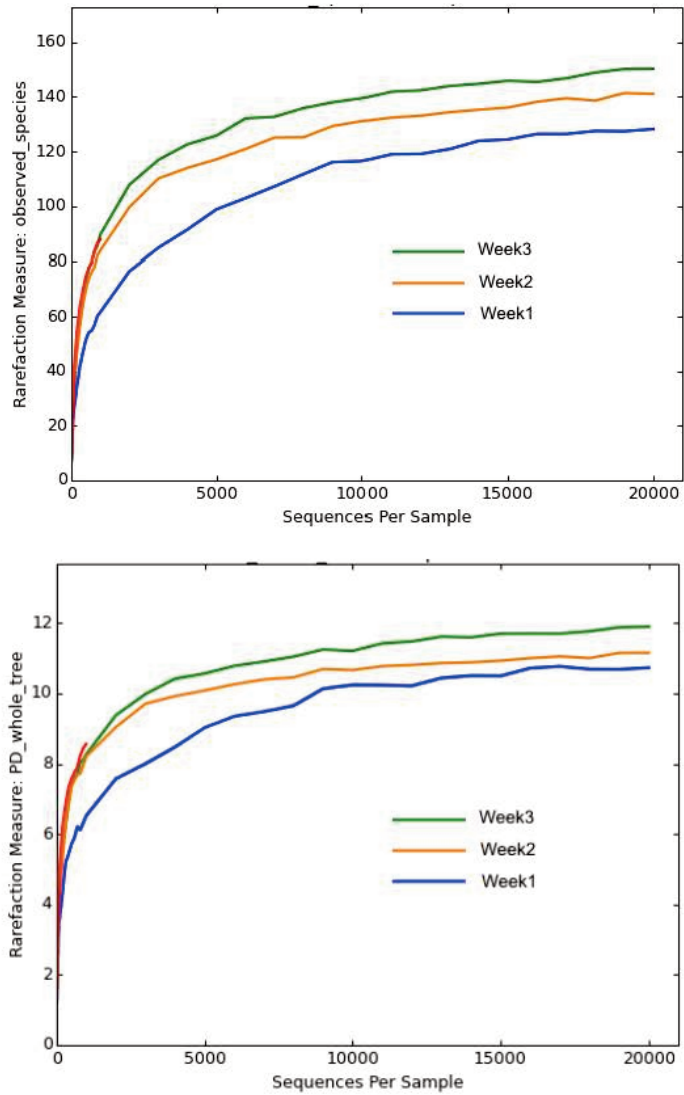 160
140
120
100
80
60
40
20
0
Rarefaction Measure: observed_species
Week3
Week2
Week1
0 5000 10000 15000 20000
Sequences Per Sample
12
10
8
6
4
2
0
Rarefaction Measure: PD_whole_tree
Week3
Week2
Week1
0 5000 10000 15000 20000
Sequences Per Sample